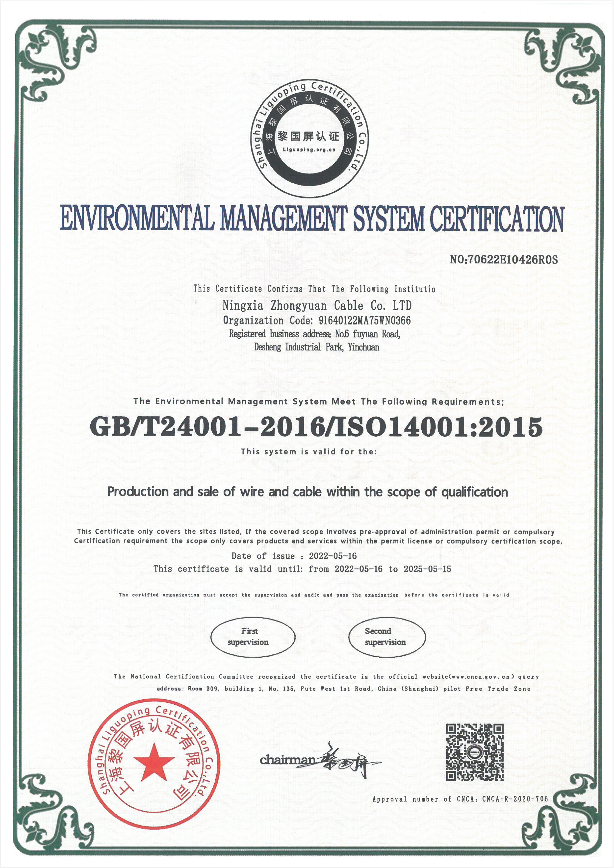 Shanghai Liguoping Certification Co.,Ltd.
上海黎国屏认证有限公司
黎国屏认证
Liguoping.org.cn
ENVIRONMENTAL MANAGEMENT SYSTEM CERTIFICATION
NO:70622E10426R0S
This Certificate Confirms That The Following Institutio
Ningxia Zhongyuan Cable Co. LTD
Organization Code: 91640122MA75WN0366
Registered business address: No.6 fuyuan Road,
Desheng Industrial Park, Yinchuan
The Environmental Management System Meet The Following Requirements:
GB/T24001-2016/ISO14001:2015
This system is valid for the:
Production and sale of wire and cable within the scope of qualification
This Certificate only covers the sites listed, If the covered scope involves pre-approval of administration permit or compulsory
Certification requirement the scope only covers products and services within the permit license or compulsory certification scope.
Date of issue : 2022-05-16
This certificate is valid until: from 2022-05-16 to 2025-05-15
The certified organization must accept the supervision and audit and pass the examination before the certificate is valid
First
supervision
Second
supervision
The National Certification Committee recognized the certificate in the official website(www.cnca.gov.cn) query
address: Room 309, building 1, No. 136, Fute West 1st Road, China (Shanghai) pilot Free Trade Zone
Shanghai Liguoping Certification Co.,Ltd
上海黎国屏认证有限公司
chairman 黎国屏
Approval number of CNCA: CNCA-R-2020-706